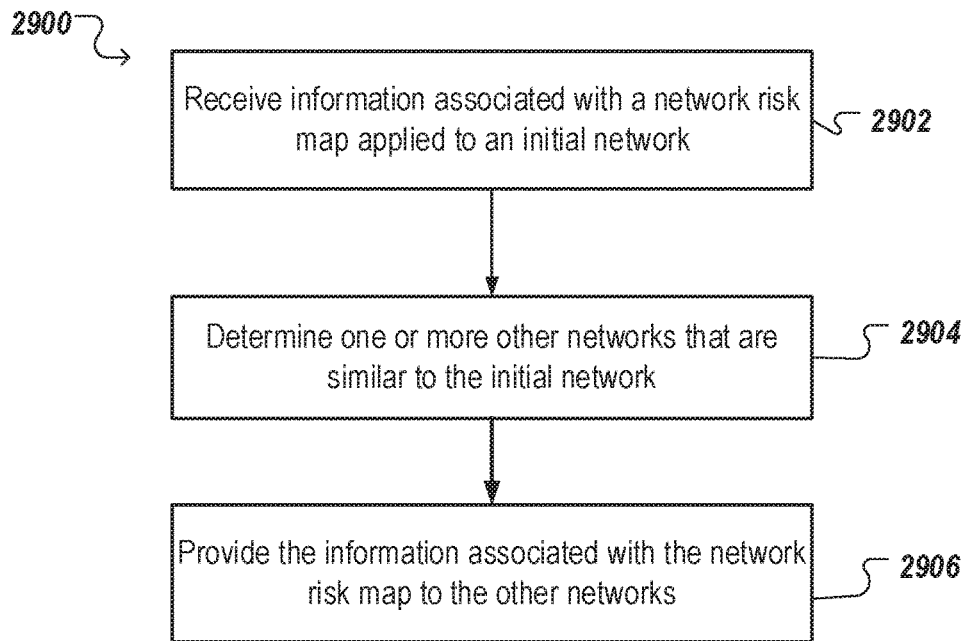 2900
Receive information associated with a network risk
map applied to an initial network
2902
Determine one or more other networks that are
similar to the initial network
2904
Provide the information associated with the network
risk map to the other networks
2906